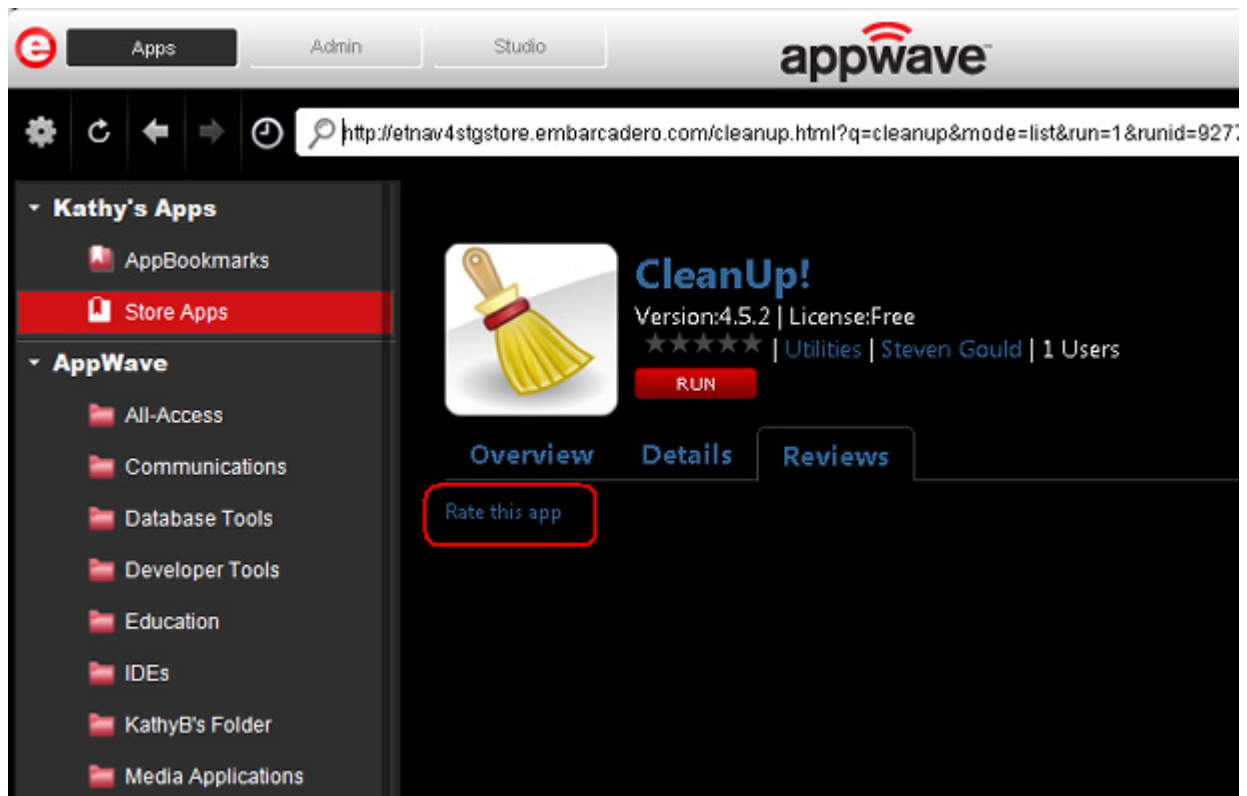 e Apps Admin Studio appwave™
http://etnav4stgstore.embarcadero.com/cleanup.html?q=cleanup&mode=list&run=1&runid=9277
Kathy's Apps
AppBookmarks
Store Apps
AppWave
All-Access
Communications
Database Tools
Developer Tools
Education
IDEs
KathyB's Folder
Media Applications
CleanUp!
Version:4.5.2 | License:Free
| Utilities | Steven Gould | 1 Users
RUN
Overview Details Reviews
Rate this app